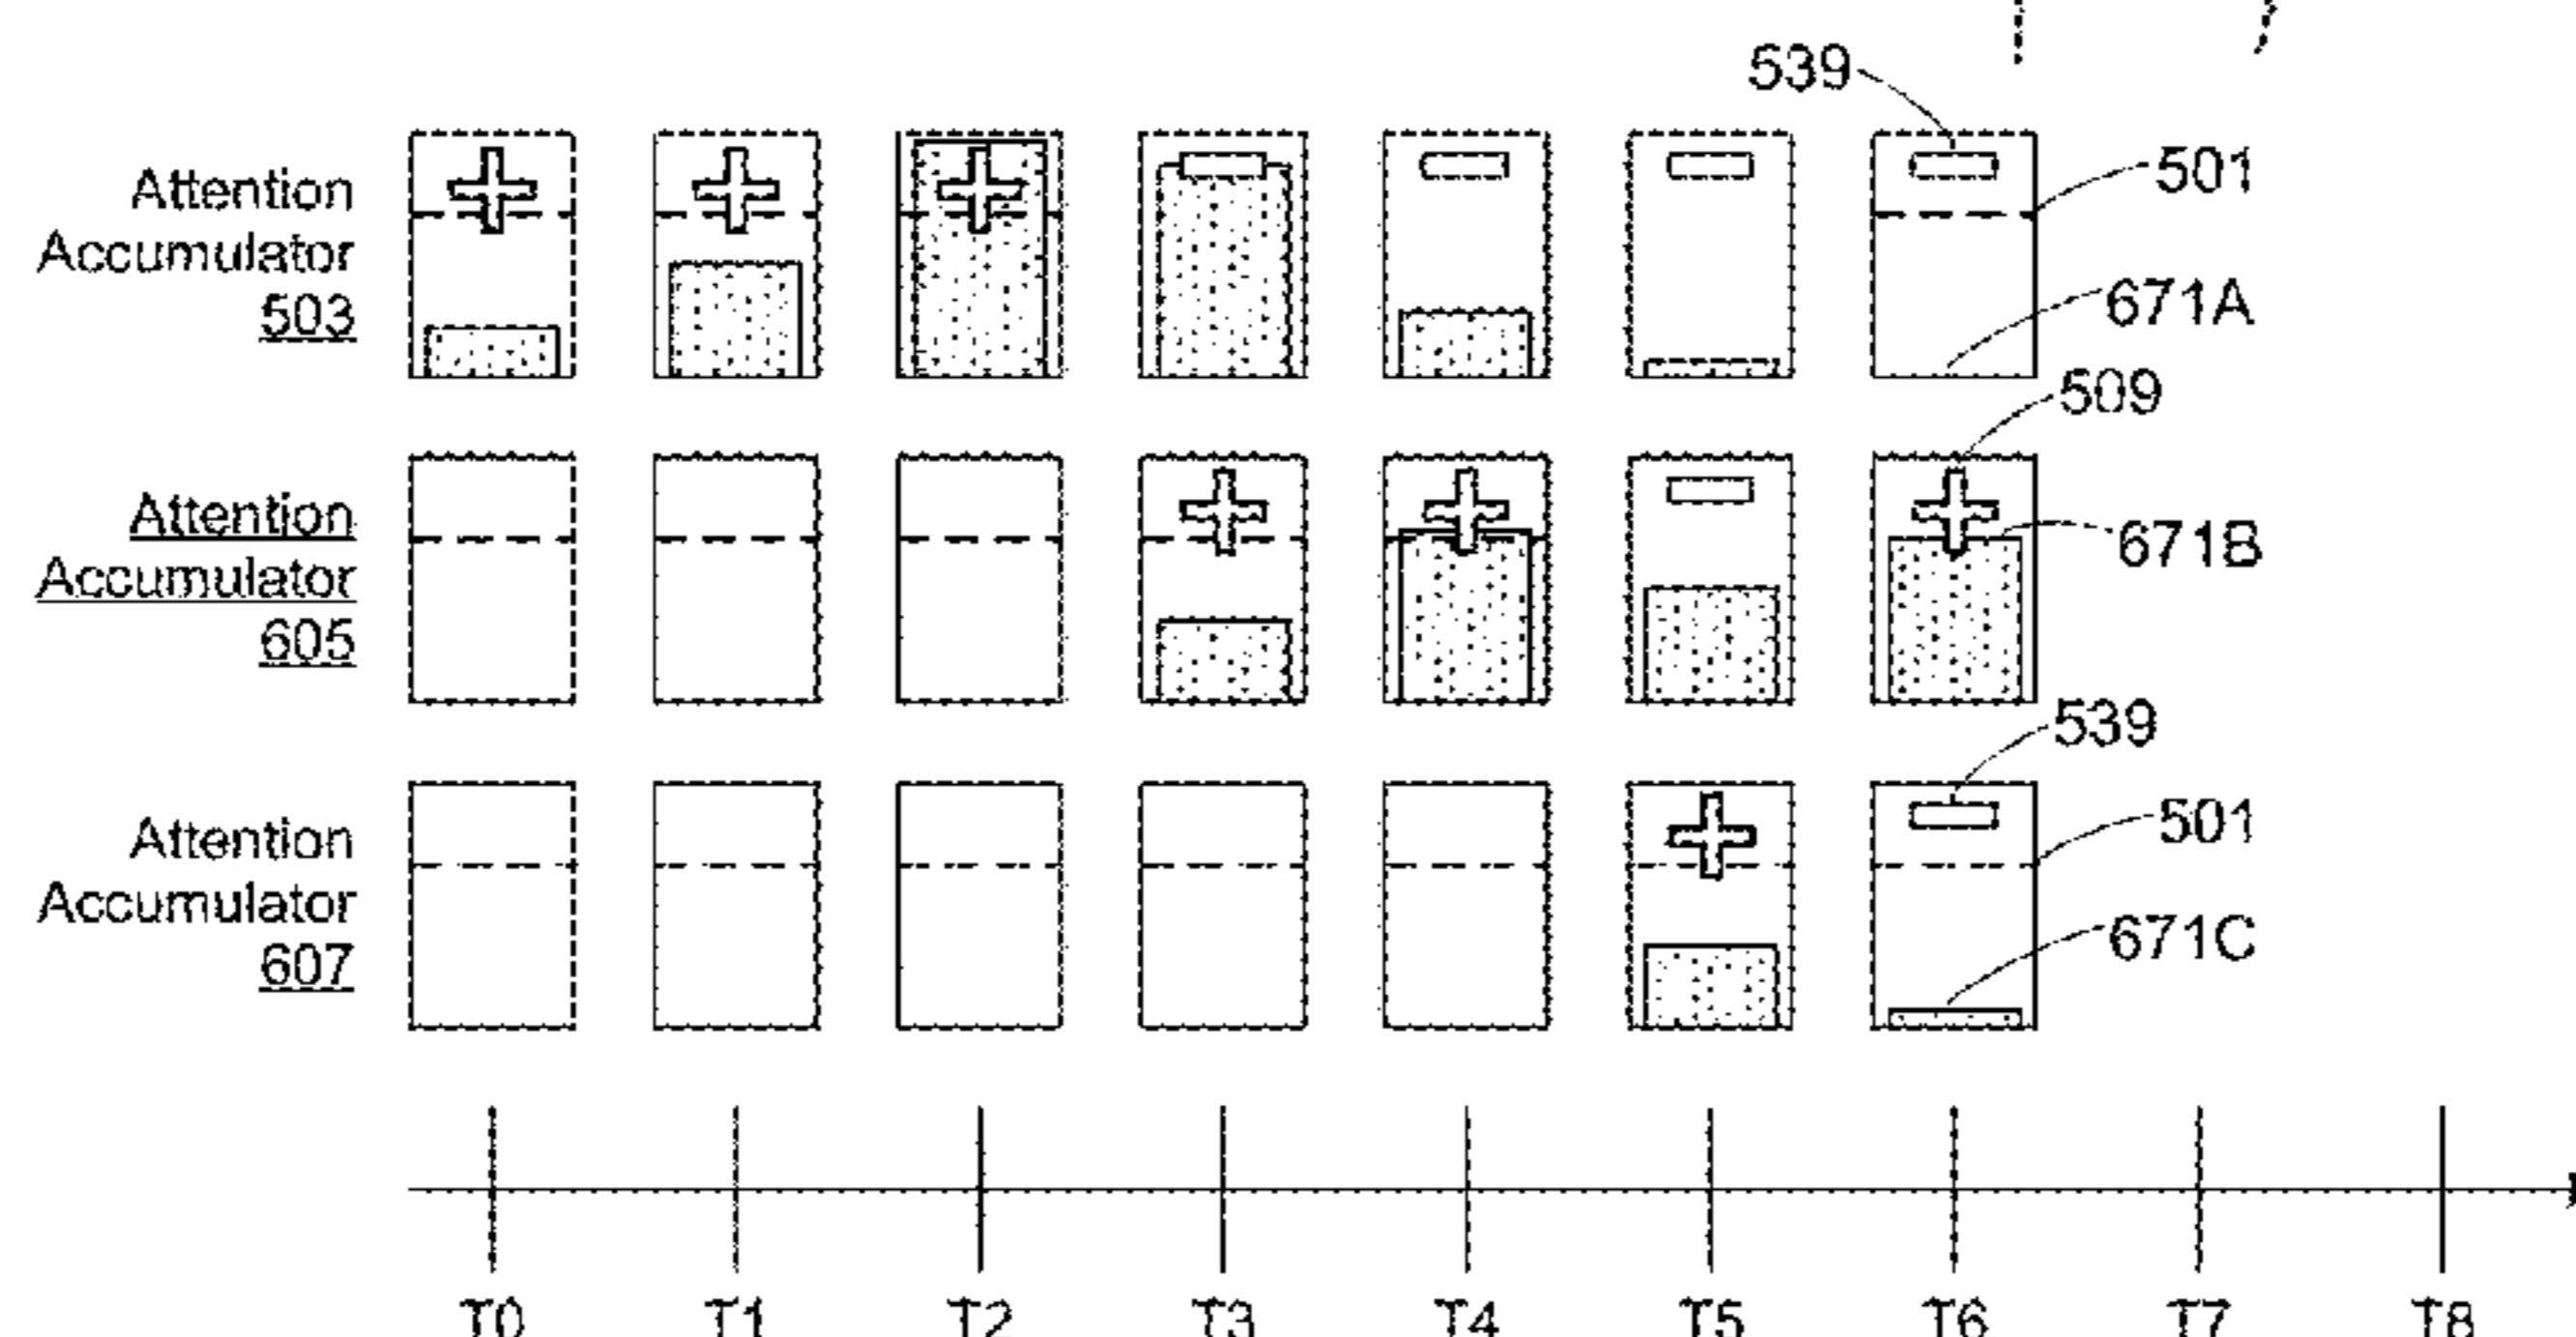 539
501
Attention
Accumulator
503
671A
509
Attention
Accumulator
605
671B
539
501
Attention
Accumulator
607
671C
T0 T1 T2 T3 T4 T5 T6 T7 T8